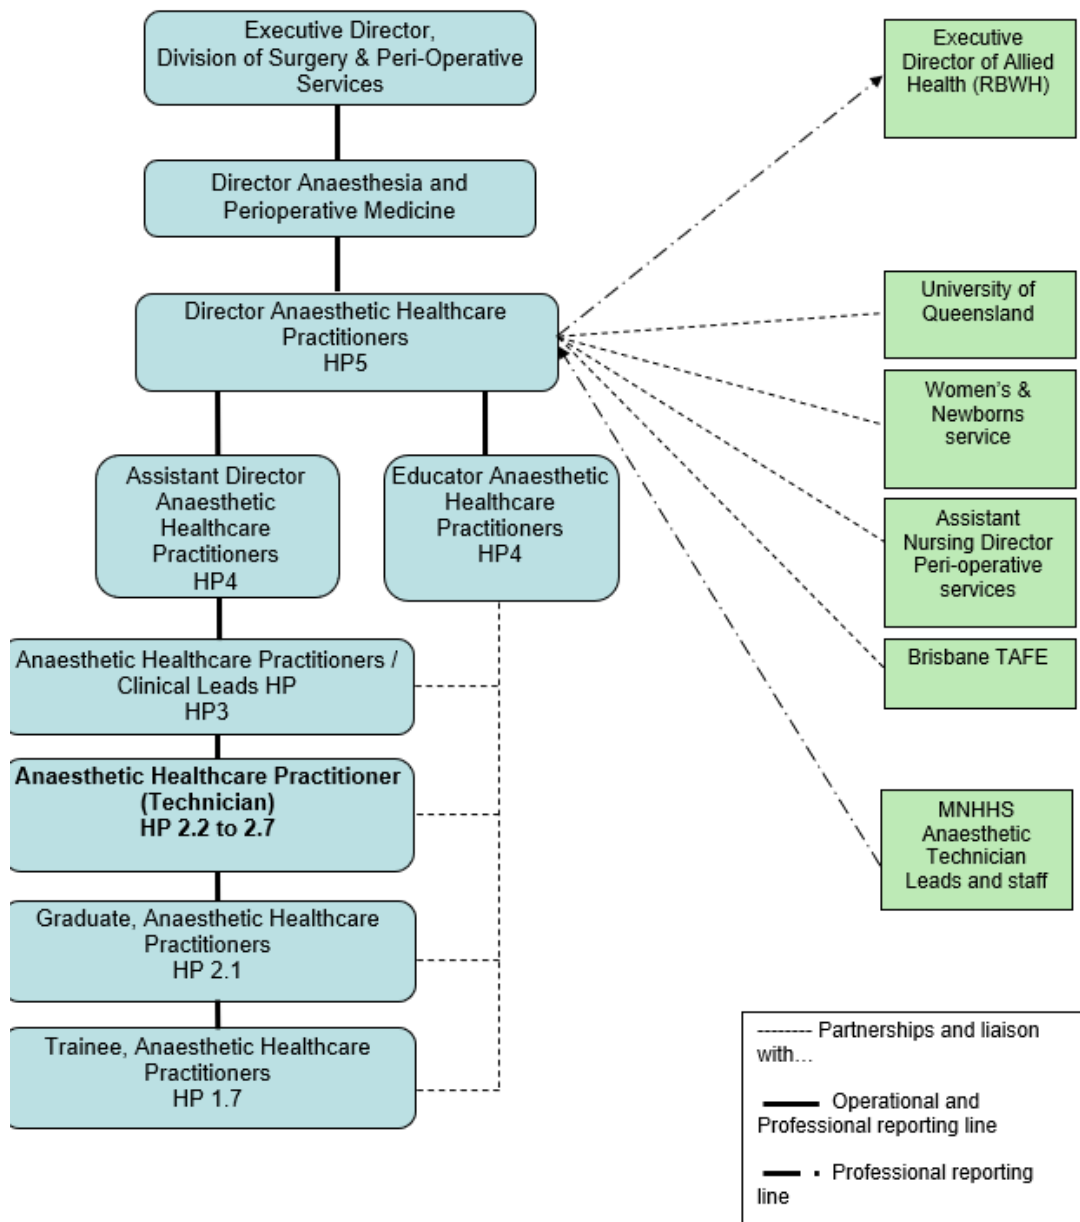 Executive Director,
Division of Surgery & Peri-Operative
Services
Director Anaesthesia and
Perioperative Medicine
Director Anaesthetic Healthcare
Practitioners
HP5
Assistant Director
Anaesthetic
Healthcare
Practitioners
HP4
Educator Anaesthetic
Healthcare
Practitioners
HP4
Anaesthetic Healthcare Practitioners /
Clinical Leads HP
HP3
Anaesthetic Healthcare Practitioner
(Technician)
HP 2.2 to 2.7
Graduate, Anaesthetic Healthcare
Practitioners
HP 2.1
Trainee, Anaesthetic Healthcare
Practitioners
HP 1.7
Executive
Director of Allied
Health (RBWH)
University of
Queensland
Women’s &
Newborns
service
Assistant
Nursing Director
Peri-operative
services
Brisbane TAFE
MNHHS
Anaesthetic
Technician
Leads and staff
Partnerships and liaison
with…
Operational and
Professional reporting line
Professional reporting
line